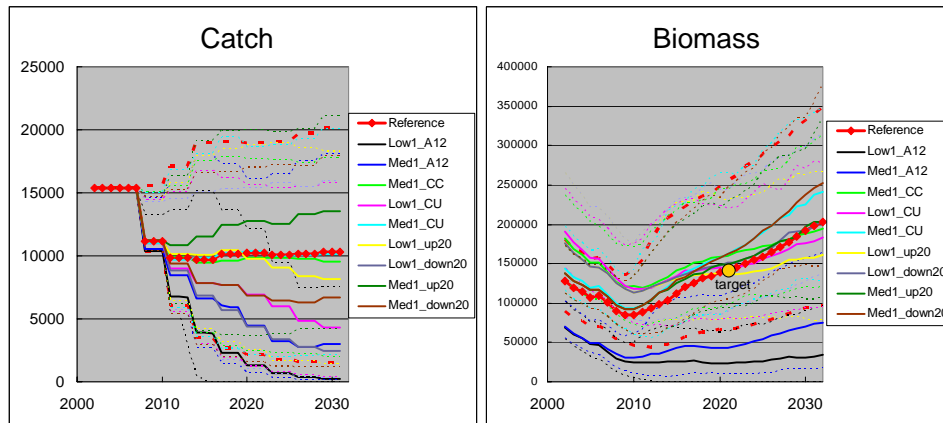 Catch
25000
20000
15000
10000
5000
0
2000 2010 2020 2030
Reference
Low1_A12
Med1_A12
Med1_CC
Low1_CU
Med1_CU
Low1_up20
Low1_down20
Med1_up20
Med1_down20
Biomass
400000
350000
300000
250000
200000
150000
100000
50000
0
2000 2010 2020 2030
target
Reference
Low1_A12
Med1_A12
Med1_CC
Low1_CU
Med1_CU
Low1_up20
Low1_down20
Med1_up20
Med1_down20